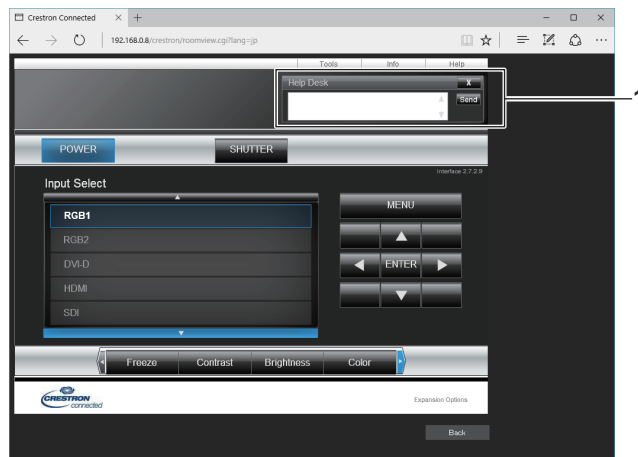 Crestron Connected
192.168.0.8/crestron/roomview.cgi?lang=jp
Tools Info Help
Help Desk X
Send
1
POWER SHUTTER
Interface 2.7.2.9
Input Select
MENU
RGB1
RGB2
DVI-D
ENTER
HDMI
SDI
Freeze Contrast Brightness Color
CRESTRON
connected
Expansion Options
Back